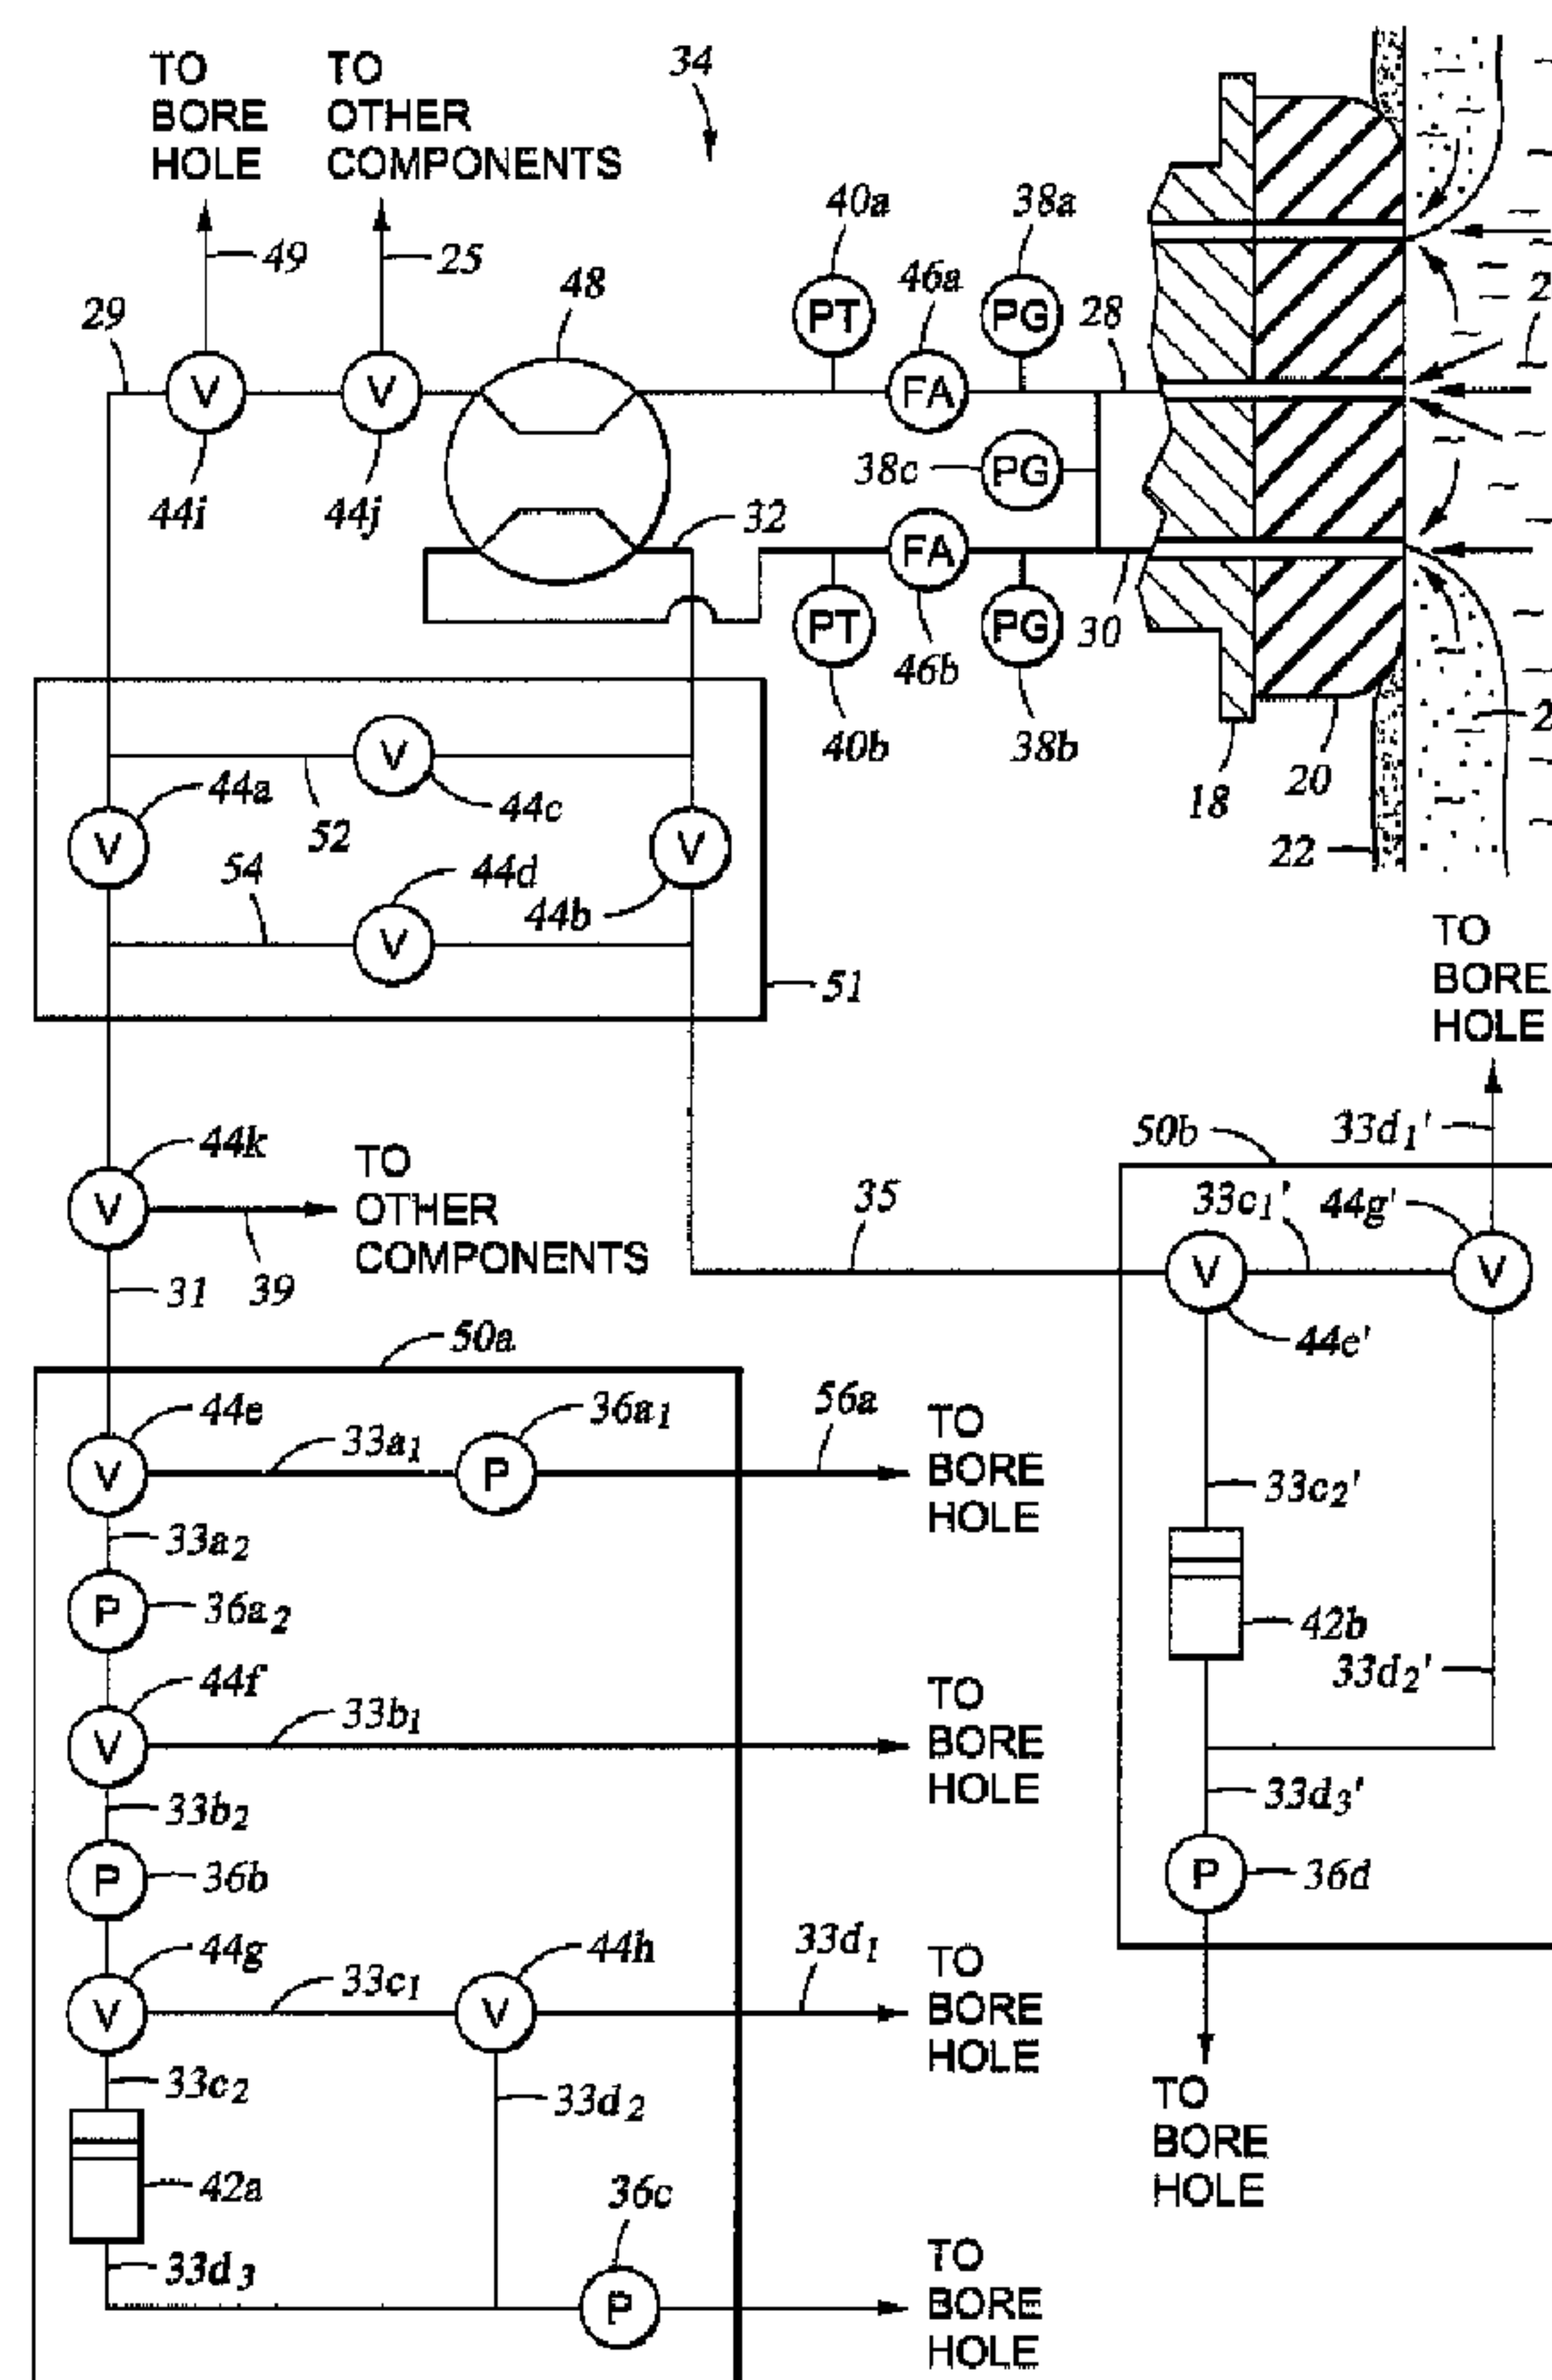 TO
BORE
HOLE
TO
OTHER
COMPONENTS
34
49
25
48
40a
38a
46a
PT
PG
28
29
V
V
FA
2
44i
44j
38c
PG
32
FA
PT
PG
30
46b
40b
38b
18
20
22
2
V
44a
44c
52
V
V
54
44d
44b
V
51
TO
BORE
HOLE
44k
TO
OTHER
COMPONENTS
V
31
39
35
50b
33d1'
33c1'
44g'
V
V
44e'
50a
44e
33a1
36a1
56a
TO
BORE
HOLE
V
P
33a2
33c2'
P
36a2
42b
44f
33b1
TO
BORE
HOLE
33d2'
V
33b2
33d3'
P
36b
P
36d
44g
33c1
44h
33d1
TO
BORE
HOLE
V
V
33c2
33d2
TO
BORE
HOLE
42a
36c
33d3
P
TO
BORE
HOLE